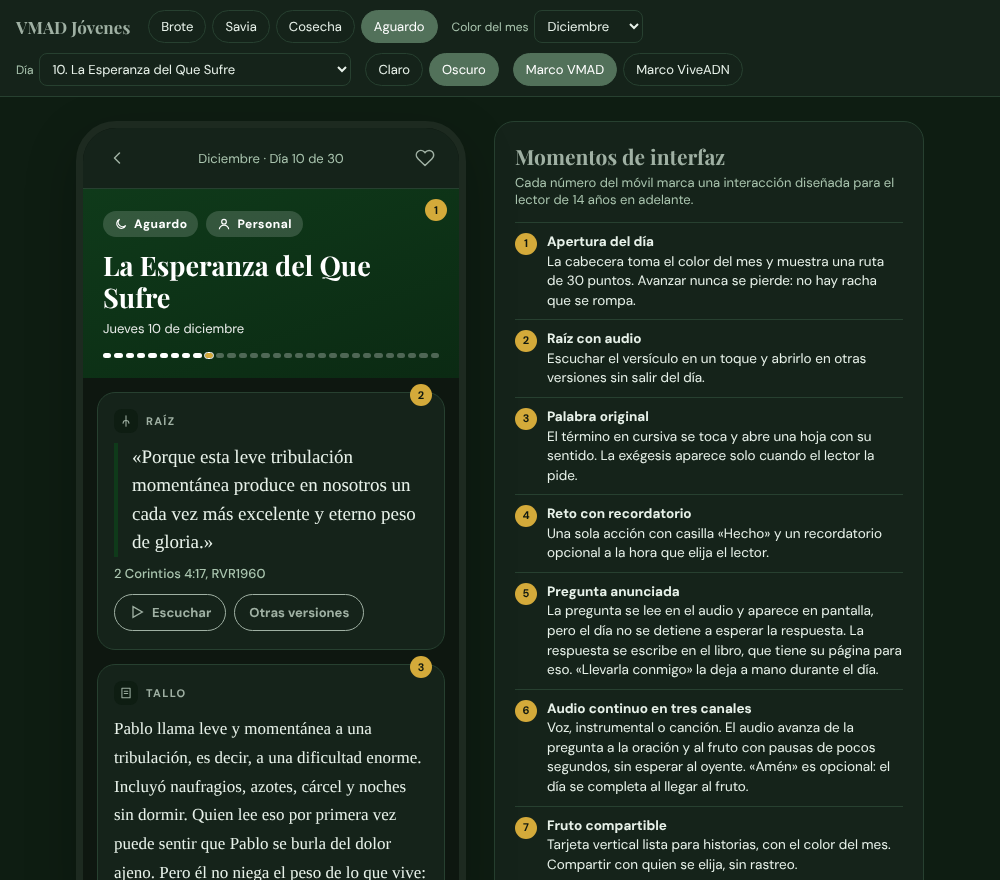 VMAD Jóvenes
Brote
Savia
Cosecha
Aguardo
Color del mes
Diciembre
Día
10. La Esperanza del Que Sufre
Claro
Oscuro
Marco VMAD
Marco ViveADN
Diciembre · Día 10 de 30
1
Aguardo
Personal
La Esperanza del Que
Sufre
Jueves 10 de diciembre
2
RAÍZ
«Porque esta leve tribulación
momentánea produce en nosotros un
cada vez más excelente y eterno peso
de gloria.»
2 Corintios 4:17, RVR1960
Escuchar
Otras versiones
3
TALLO
Pablo llama leve y momentánea a una
tribulación, es decir, a una dificultad enorme.
Incluyó naufragios, azotes, cárcel y noches
sin dormir. Quien lee eso por primera vez
puede sentir que Pablo se burla del dolor
ajeno. Pero él no niega el peso de lo que vive:
Momentos de interfaz
Cada número del móvil marca una interacción diseñada para el
lector de 14 años en adelante.
1
Apertura del día
La cabecera toma el color del mes y muestra una ruta
de 30 puntos. Avanzar nunca se pierde: no hay racha
que se rompa.
2
Raíz con audio
Escuchar el versículo en un toque y abrirlo en otras
versiones sin salir del día.
3
Palabra original
El término en cursiva se toca y abre una hoja con su
sentido. La exégesis aparece solo cuando el lector la
pide.
4
Reto con recordatorio
Una sola acción con casilla «Hecho» y un recordatorio
opcional a la hora que elija el lector.
5
Pregunta anunciada
La pregunta se lee en el audio y aparece en pantalla,
pero el día no se detiene a esperar la respuesta. La
respuesta se escribe en el libro, que tiene su página para
eso. «Llevarla conmigo» la deja a mano durante el día.
6
Audio continuo en tres canales
Voz, instrumental o canción. El audio avanza de la
pregunta a la oración y al fruto con pausas de pocos
segundos, sin esperar al oyente. «Amén» es opcional: el
día se completa al llegar al fruto.
7
Fruto compartible
Tarjeta vertical lista para historias, con el color del mes.
Compartir con quien se elija, sin rastreo.